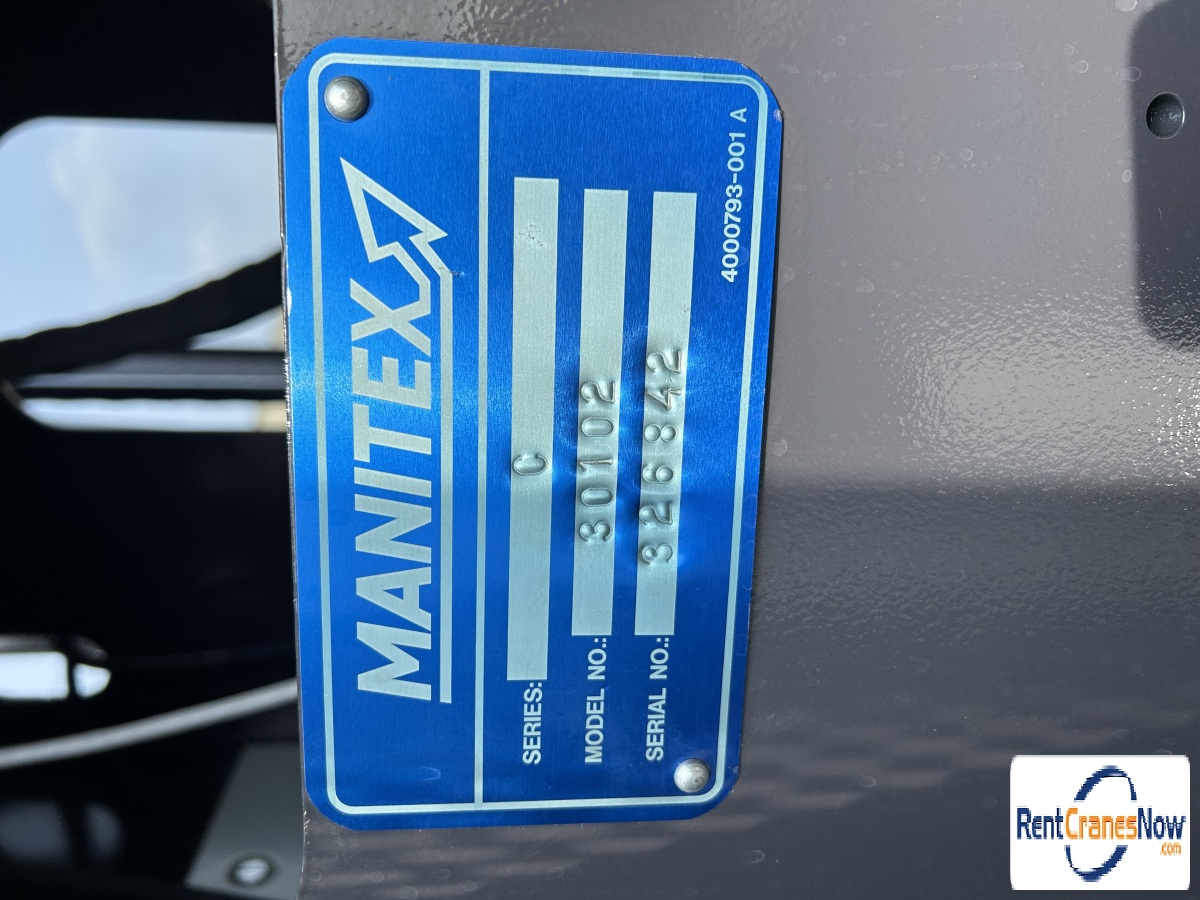 MANITEX
SERIES: C
MODEL NO.: 30102
SERIAL NO.: 326842
4000793-001 A
RentCranesNow
.com